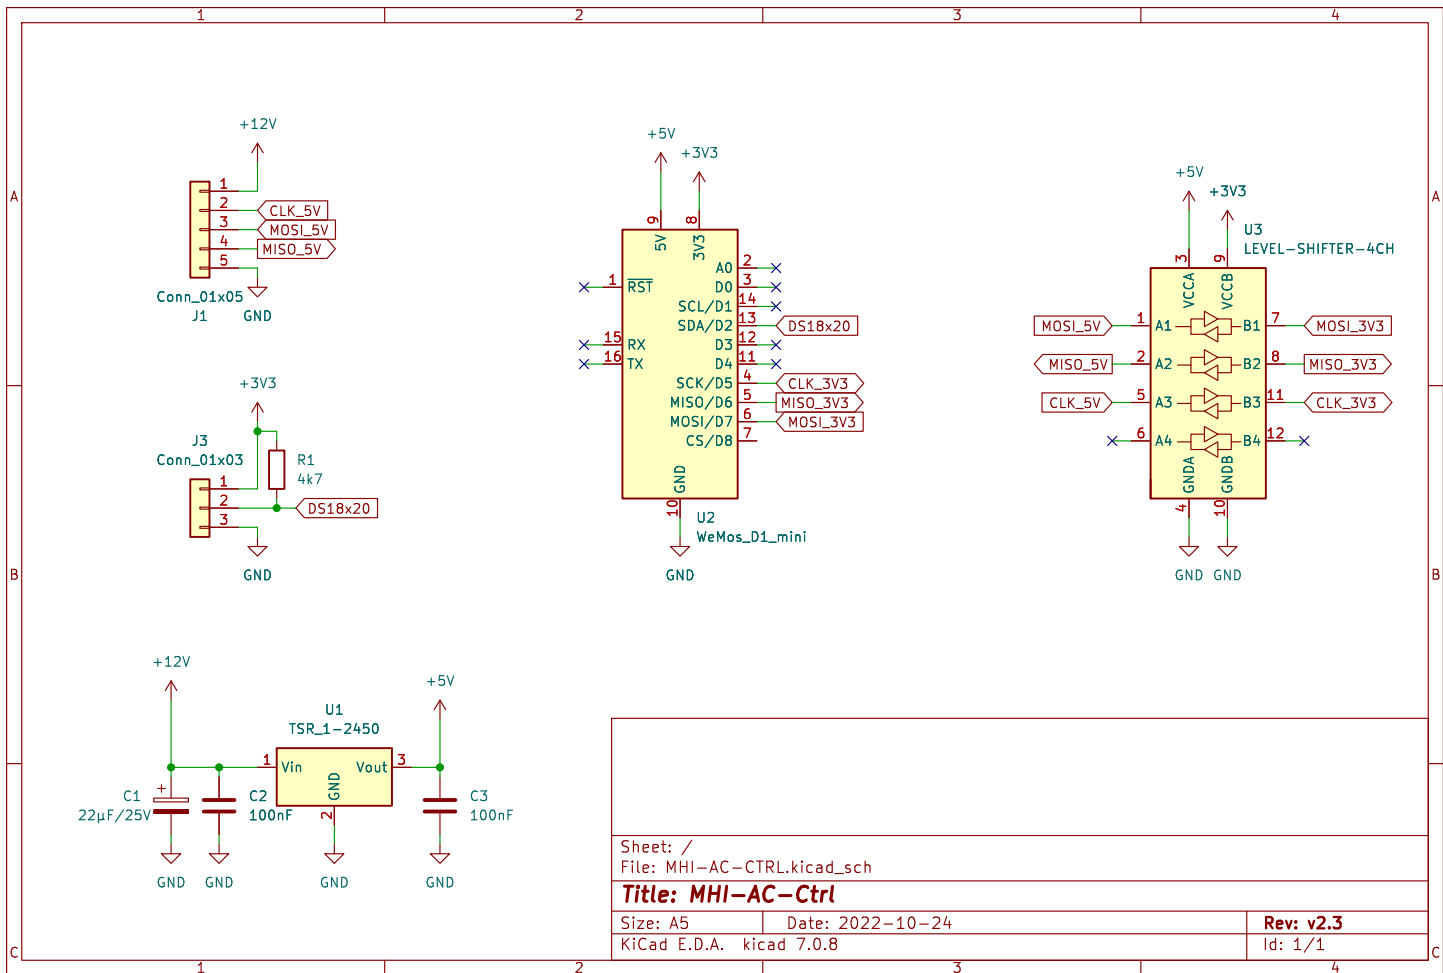 1 2 3 4
A A
B B
C C
1 2 3 4
+12V
1
2 CLK_5V
3 MOSI_5V
4 MISO_5V
5
Conn_01x05
J1 GND
+3V3
J3
Conn_01x03
R1
4k7
1
2 DS18x20
3
GND
+12V
+5V
U1
TSR_1-2450
1 Vin Vout 3
GND
2
+
C1
22µF/25V
C2
100nF
C3
100nF
GND GND GND GND
+5V
+3V3
9 8
5V 3V3
1 RST
15 RX
16 TX
A0 2
D0 3
SCL/D1 14
SDA/D2 13 DS18x20
D3 12
D4 11
SCK/D5 4 CLK_3V3
MISO/D6 5 MISO_3V3
MOSI/D7 6 MOSI_3V3
CS/D8 7
GND
10
U2
WeMos_D1_mini
GND
+5V
+3V3
U3
LEVEL-SHIFTER-4CH
3 9
VCCA VCCB
MOSI_5V 1 A1 B1 7 MOSI_3V3
MISO_5V 2 A2 B2 8 MISO_3V3
CLK_5V 5 A3 B3 11 CLK_3V3
6 A4 B4 12
GNDA GNDB
4 10
GND GND
Sheet: /
File: MHI-AC-CTRL.kicad_sch
Title: MHI-AC-Ctrl
Size: A5 Date: 2022-10-24 Rev: v2.3
KiCad E.D.A. kicad 7.0.8 Id: 1/1